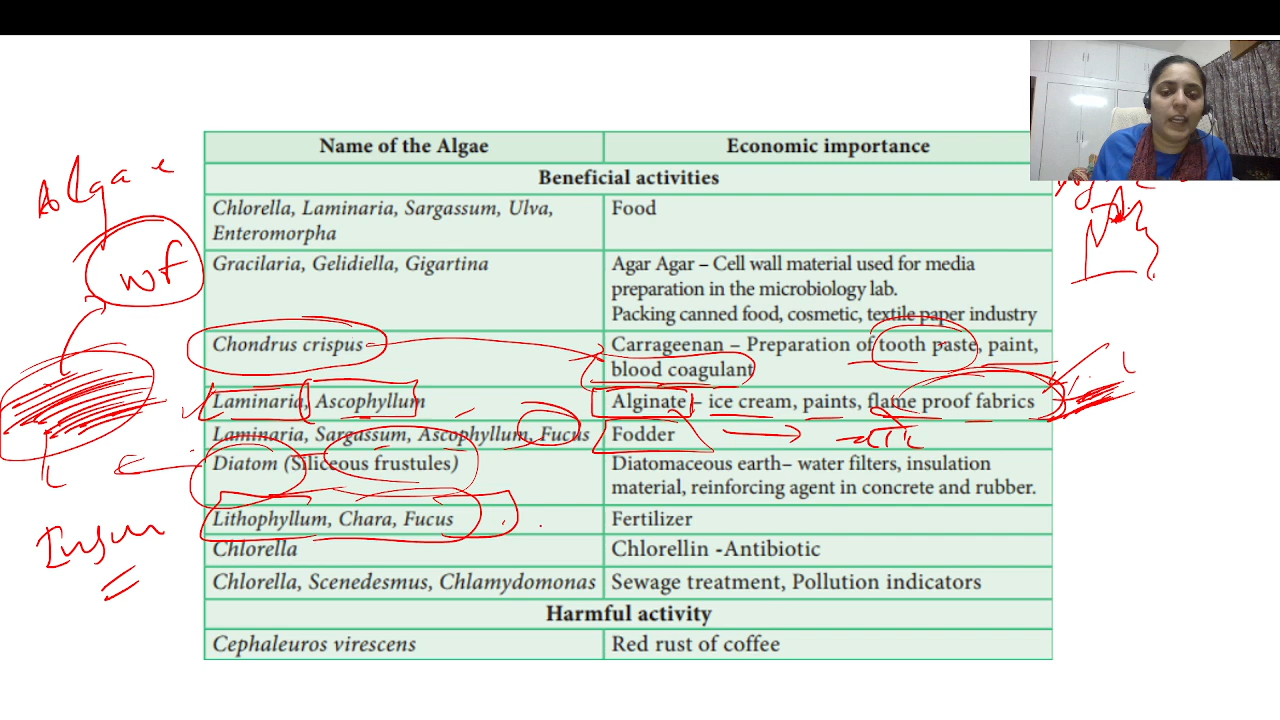 Name of the Algae Economic importance
Beneficial activities
Chlorella, Laminaria, Sargassum, Ulva, Food
Enteromorpha
Gracilaria, Gelidiella, Gigartina Agar Agar – Cell wall material used for media
preparation in the microbiology lab.
Packing canned food, cosmetic, textile paper industry
Chondrus crispus Carrageenan – Preparation of tooth paste, paint,
blood coagulant
Laminaria, Ascophyllum Alginate – ice cream, paints, flame proof fabrics
Laminaria, Sargassum, Ascophyllum, Fucus Fodder
Diatom (Siliceous frustules) Diatomaceous earth– water filters, insulation
material, reinforcing agent in concrete and rubber.
Lithophyllum, Chara, Fucus Fertilizer
Chlorella Chlorellin -Antibiotic
Chlorella, Scenedesmus, Chlamydomonas Sewage treatment, Pollution indicators
Harmful activity
Cephaleuros virescens Red rust of coffee
Algae
wf